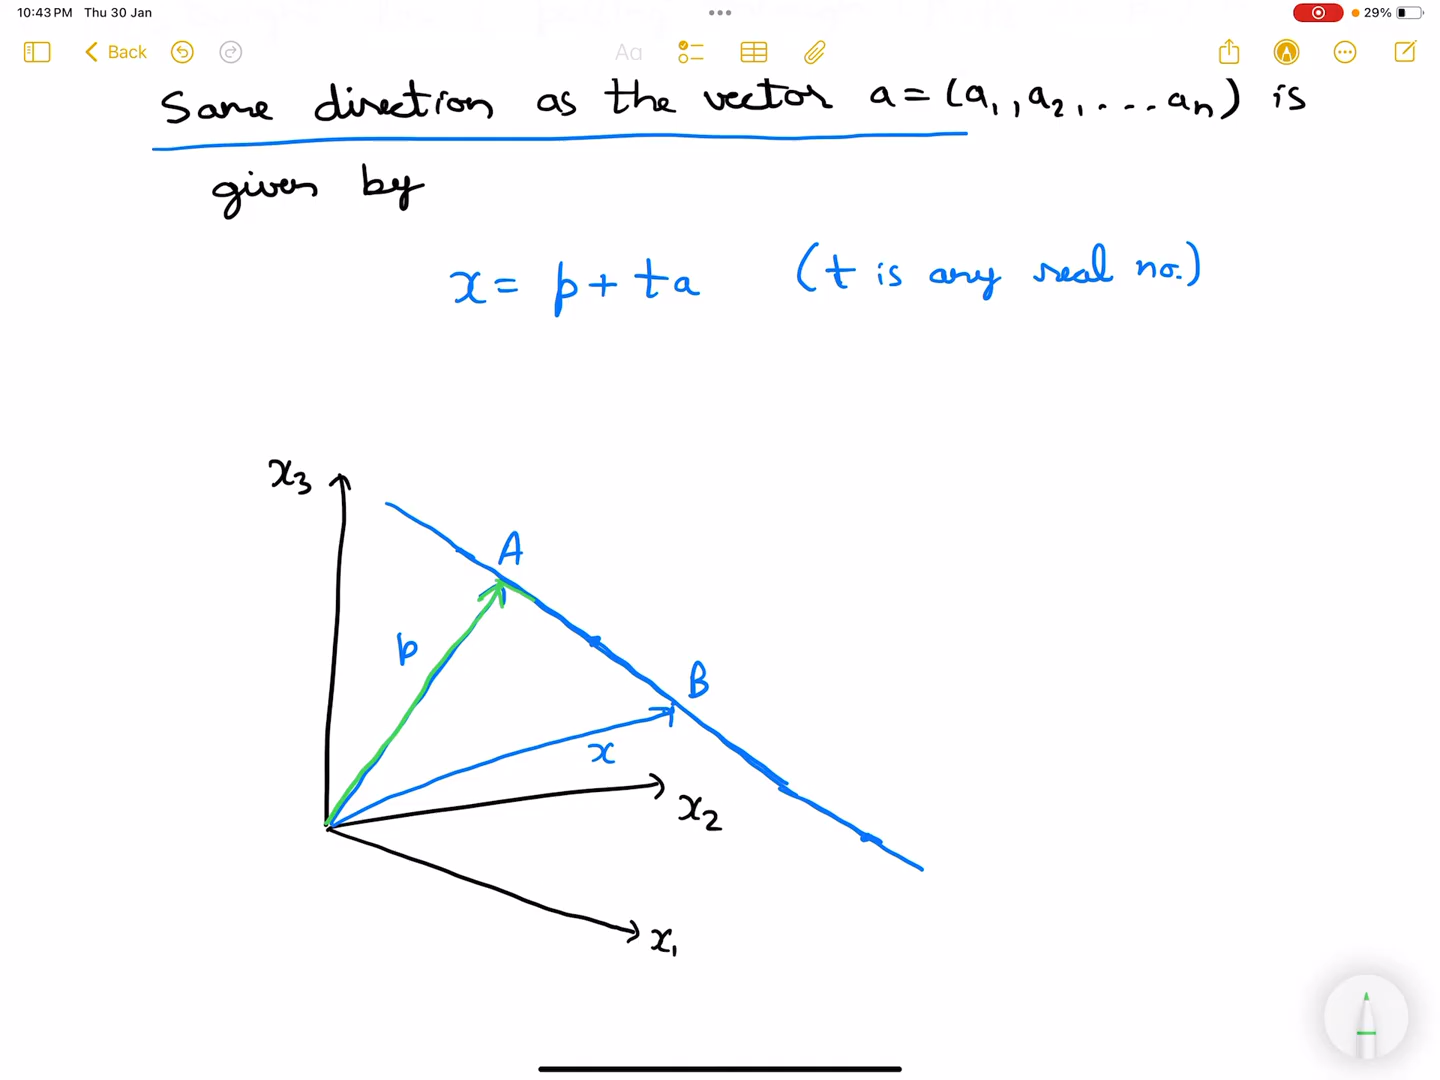 10:43 PM Thu 30 Jan
29%
Back
Aa
Same direction as the vector a = (a₁, a₂, . . . aₙ) is
given by
x = p + ta (t is any real no.)
x₃
A
p
B
x
x₂
x₁